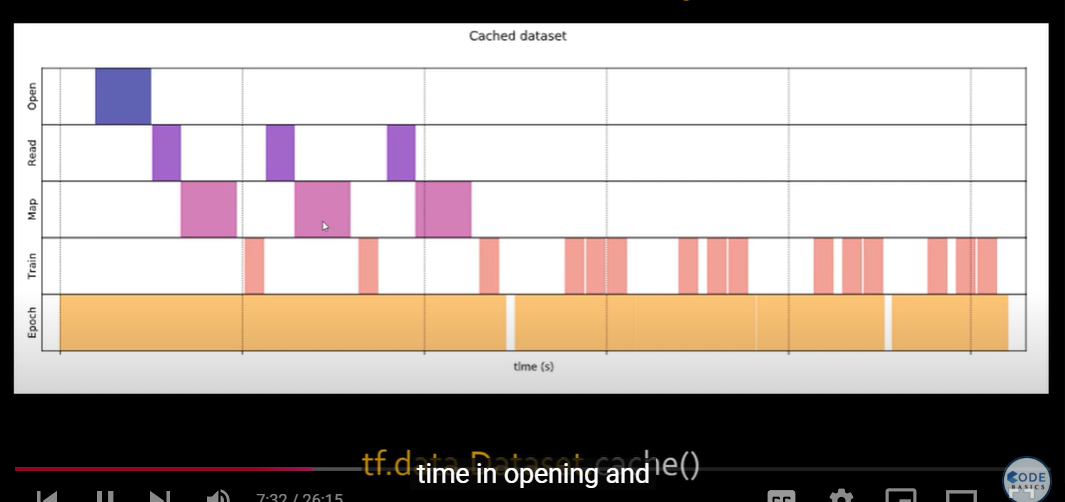 Cached dataset
Open
Read
Map
Train
Epoch
time (s)
tf.data.Dataset.cache()
time in opening and
7:32 / 26:15
CC
CODE
BASICS